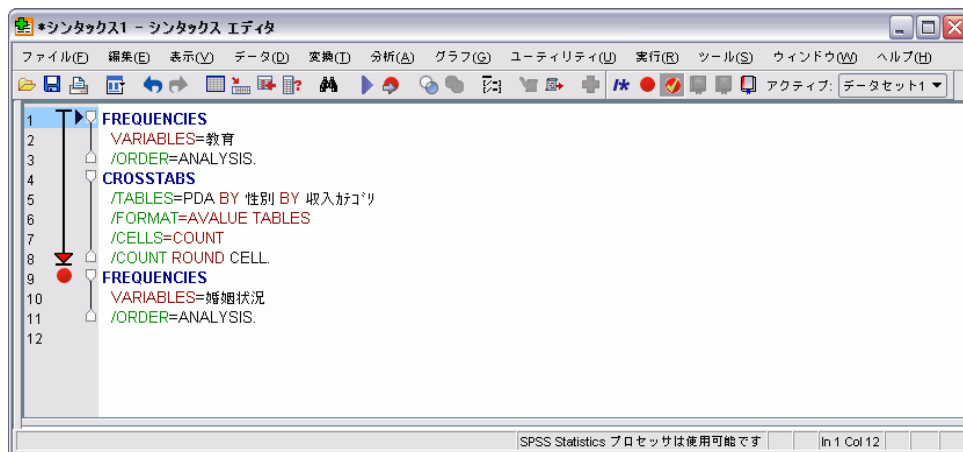 *シンタックス1 - シンタックス エディタ
ファイル(F) 編集(E) 表示(V) データ(D) 変換(T) 分析(A) グラフ(G) ユーティリティ(U) 実行(R) ツール(S) ウィンドウ(W) ヘルプ(H)
アクティブ: データセット1
1 FREQUENCIES
2 VARIABLES=教育
3 /ORDER=ANALYSIS.
4 CROSSTABS
5 /TABLES=PDA BY 性別 BY 収入ｶﾃｺﾞﾘ
6 /FORMAT=AVALUE TABLES
7 /CELLS=COUNT
8 /COUNT ROUND CELL.
9 FREQUENCIES
10 VARIABLES=婚姻状況
11 /ORDER=ANALYSIS.
12
SPSS Statistics プロセッサは使用可能です In 1 Col 12